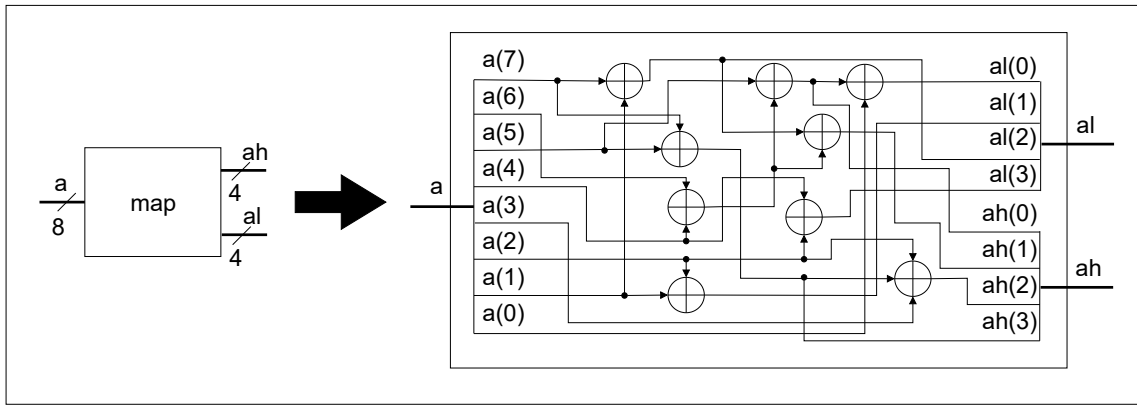 a
8
map
ah
4
al
4
a
a(7)
a(6)
a(5)
a(4)
a(3)
a(2)
a(1)
a(0)
al(0)
al(1)
al(2)
al(3)
ah(0)
ah(1)
ah(2)
ah(3)
al
ah